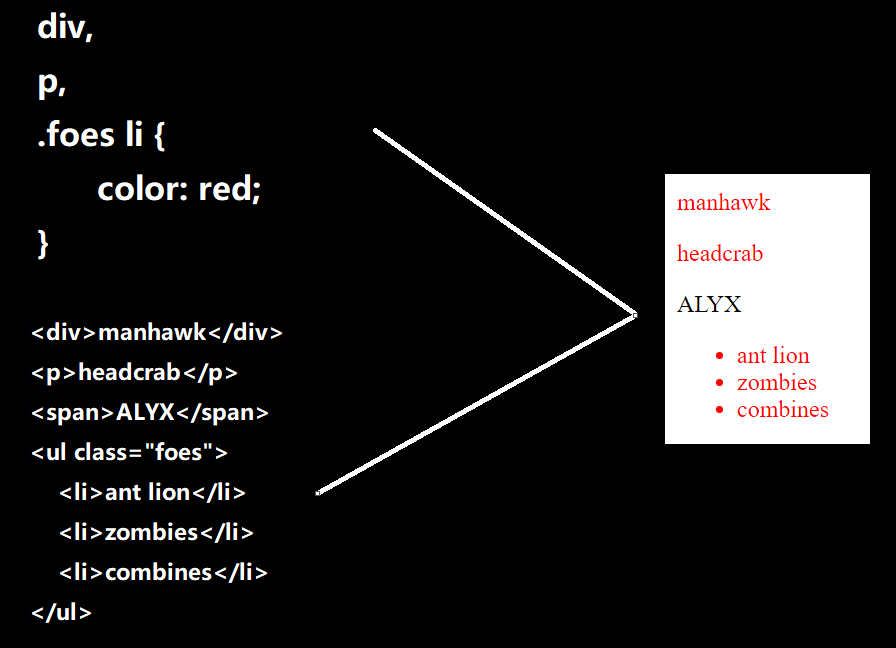 div,
p,
.foes li {
color: red;
}
<div>manhawk</div>
<p>headcrab</p>
<span>ALYX</span>
<ul class="foes">
<li>ant lion</li>
<li>zombies</li>
<li>combines</li>
</ul>
manhawk
headcrab
ALYX
ant lion
zombies
combines